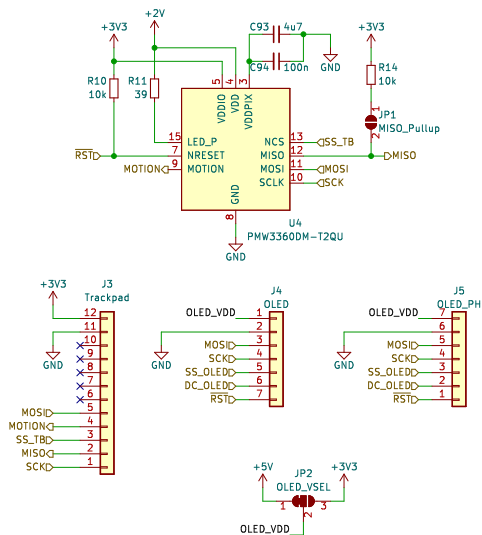 +2V
C93 4u7
+3V3
+3V3
GND
R14
10k
C94 100n
R10
10k
R11
39
5
4
3
VDDIO
VDD
VDDPIX
1
JP1
MISO_Pullup
2
15 LED_P
NCS 13 SS_TB
RST 7 NRESET
MISO 12 MISO
MOTION 9 MOTION
MOSI 11 MOSI
SCLK 10 SCK
GND
8
U4
PMW3360DM-T2QU
GND
+3V3
J3
Trackpad
12
11
10
9
8
7
6
MOSI 5
MOTION 4
SS_TB 3
MISO 2
SCK 1
GND
J4
OLED
OLED_VDD 1
2
MOSI 3
SCK 4
SS_OLED 5
DC_OLED 6
RST 7
GND
J5
OLED_PH
OLED_VDD 7
6
MOSI 5
SCK 4
SS_OLED 3
DC_OLED 2
RST 1
GND
+5V
JP2
OLED_VSEL
+3V3
1
3
2
OLED_VDD